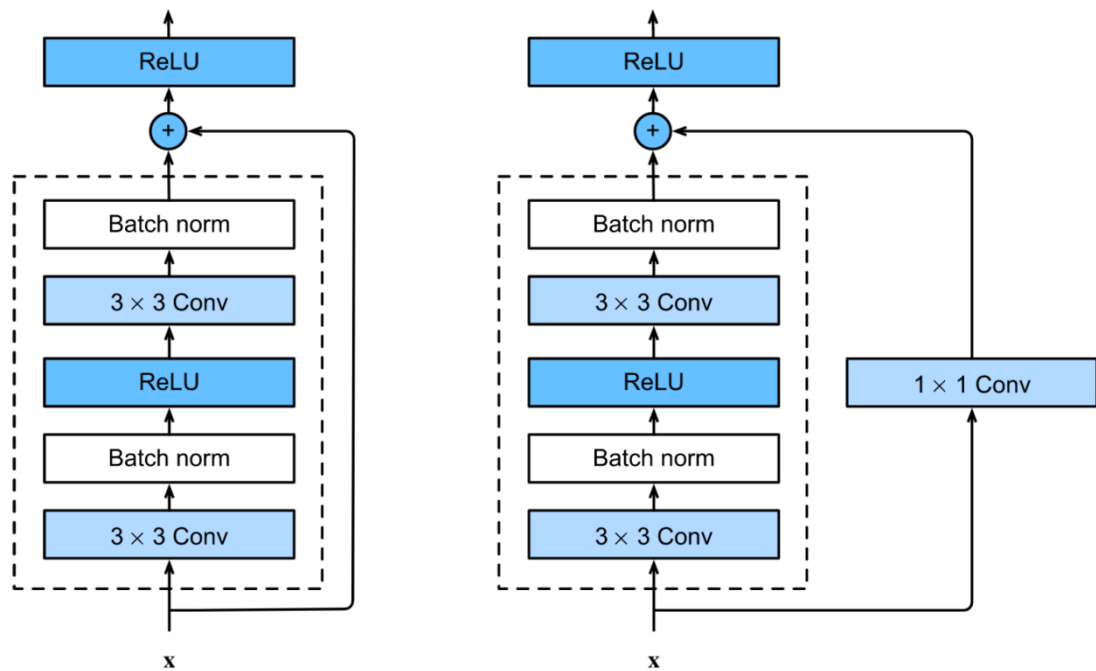 ReLU
+
Batch norm
3 × 3 Conv
ReLU
Batch norm
3 × 3 Conv
x
ReLU
+
Batch norm
3 × 3 Conv
ReLU
1 × 1 Conv
Batch norm
3 × 3 Conv
x